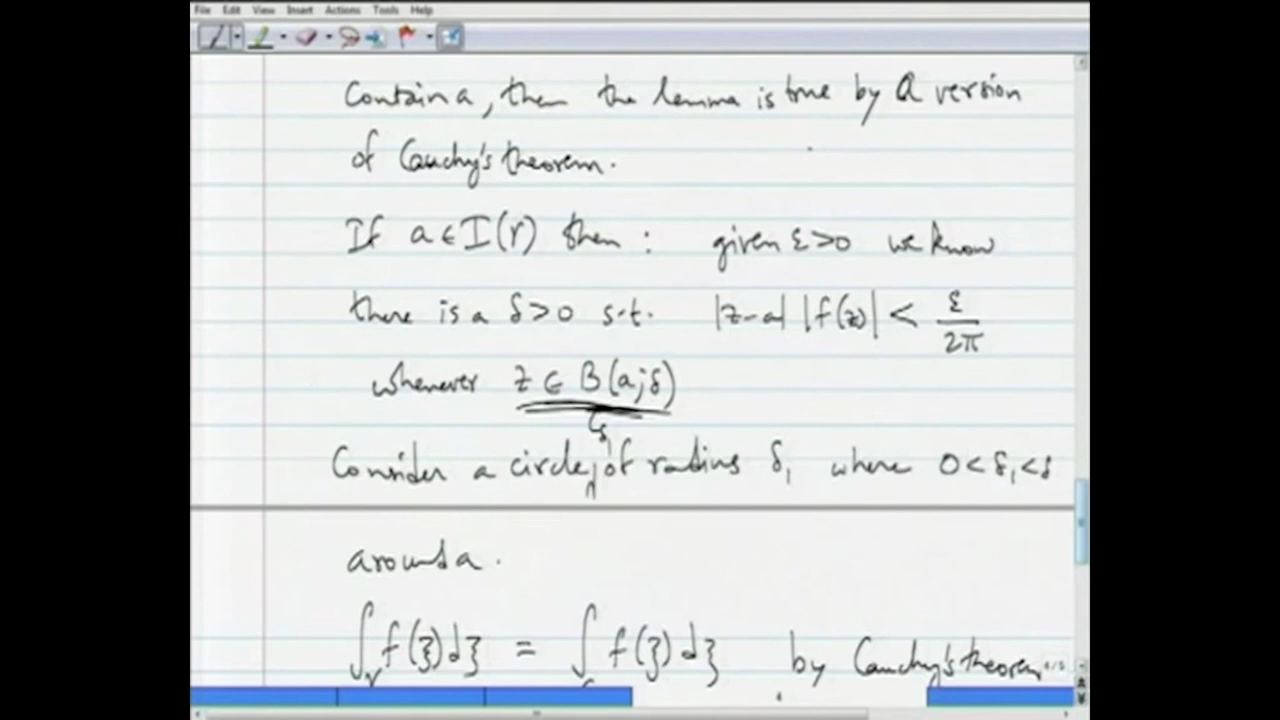 File Edit View Insert Actions Tools Help
Contain a, then the lemma is true by a version
of Cauchy's theorem.
If a ∈ I(γ) then : given ε>0 we know
there is a δ>0 s.t. |z-a| |f(z)| < ε/2π
whenever z ∈ B(a;δ)
Consider a circle of radius δ₁ where 0<δ₁<δ
around a.
∫γ f(ξ)dξ = ∫ f(ξ)dξ by Cauchy's theorem